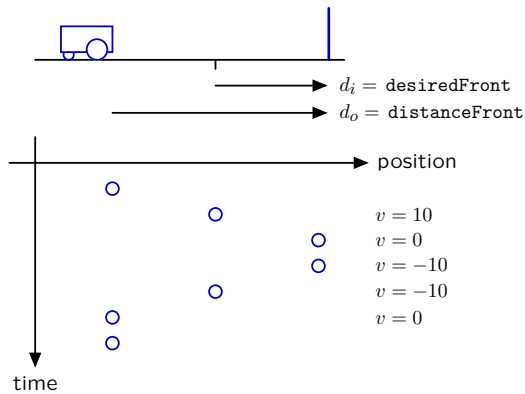 d_i = desiredFront
d_o = distanceFront
position
v = 10
v = 0
v = −10
v = −10
v = 0
time